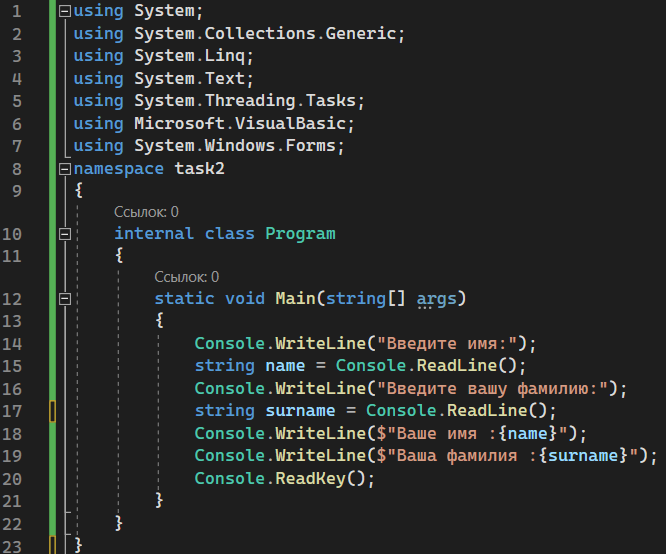 1 using System;
2 using System.Collections.Generic;
3 using System.Linq;
4 using System.Text;
5 using System.Threading.Tasks;
6 using Microsoft.VisualBasic;
7 using System.Windows.Forms;
8 namespace task2
9 {
Ссылок: 0
10 internal class Program
11 {
Ссылок: 0
12 static void Main(string[] args)
13 {
14 Console.WriteLine("Введите имя:");
15 string name = Console.ReadLine();
16 Console.WriteLine("Введите вашу фамилию:");
17 string surname = Console.ReadLine();
18 Console.WriteLine($"Ваше имя :{name}");
19 Console.WriteLine($"Ваша фамилия :{surname}");
20 Console.ReadKey();
21 }
22 }
23 }